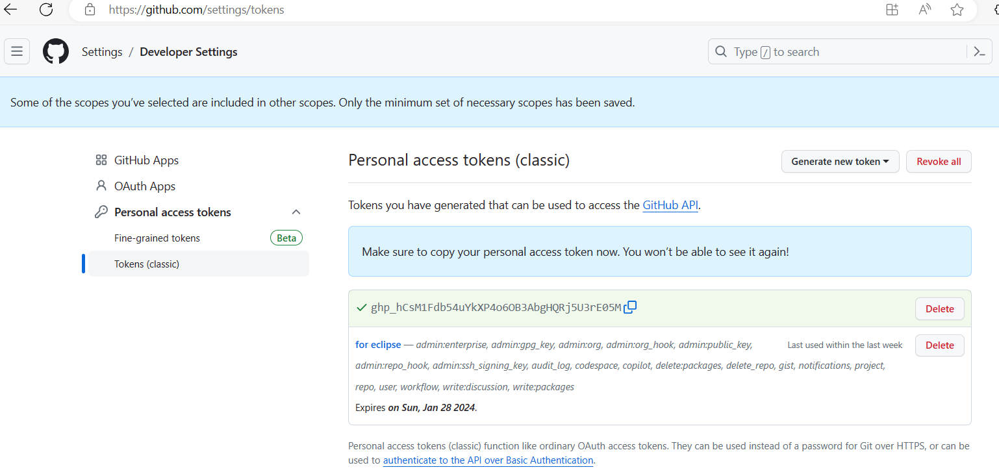 https://github.com/settings/tokens
Settings / Developer Settings
Type / to search
Some of the scopes you’ve selected are included in other scopes. Only the minimum set of necessary scopes has been saved.
GitHub Apps
OAuth Apps
Personal access tokens
Fine-grained tokens Beta
Tokens (classic)
Personal access tokens (classic)
Generate new token
Revoke all
Tokens you have generated that can be used to access the GitHub API.
Make sure to copy your personal access token now. You won’t be able to see it again!
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
Delete
for eclipse — admin:enterprise, admin:gpg_key, admin:org, admin:org_hook, admin:public_key,
Last used within the last week
Delete
admin:repo_hook, admin:ssh_signing_key, audit_log, codespace, copilot, delete:packages, delete_repo, gist, notifications, project,
repo, user, workflow, write:discussion, write:packages
Expires on Sun, Jan 28 2024.
Personal access tokens (classic) function like ordinary OAuth access tokens. They can be used instead of a password for Git over HTTPS, or can be
used to authenticate to the API over Basic Authentication.